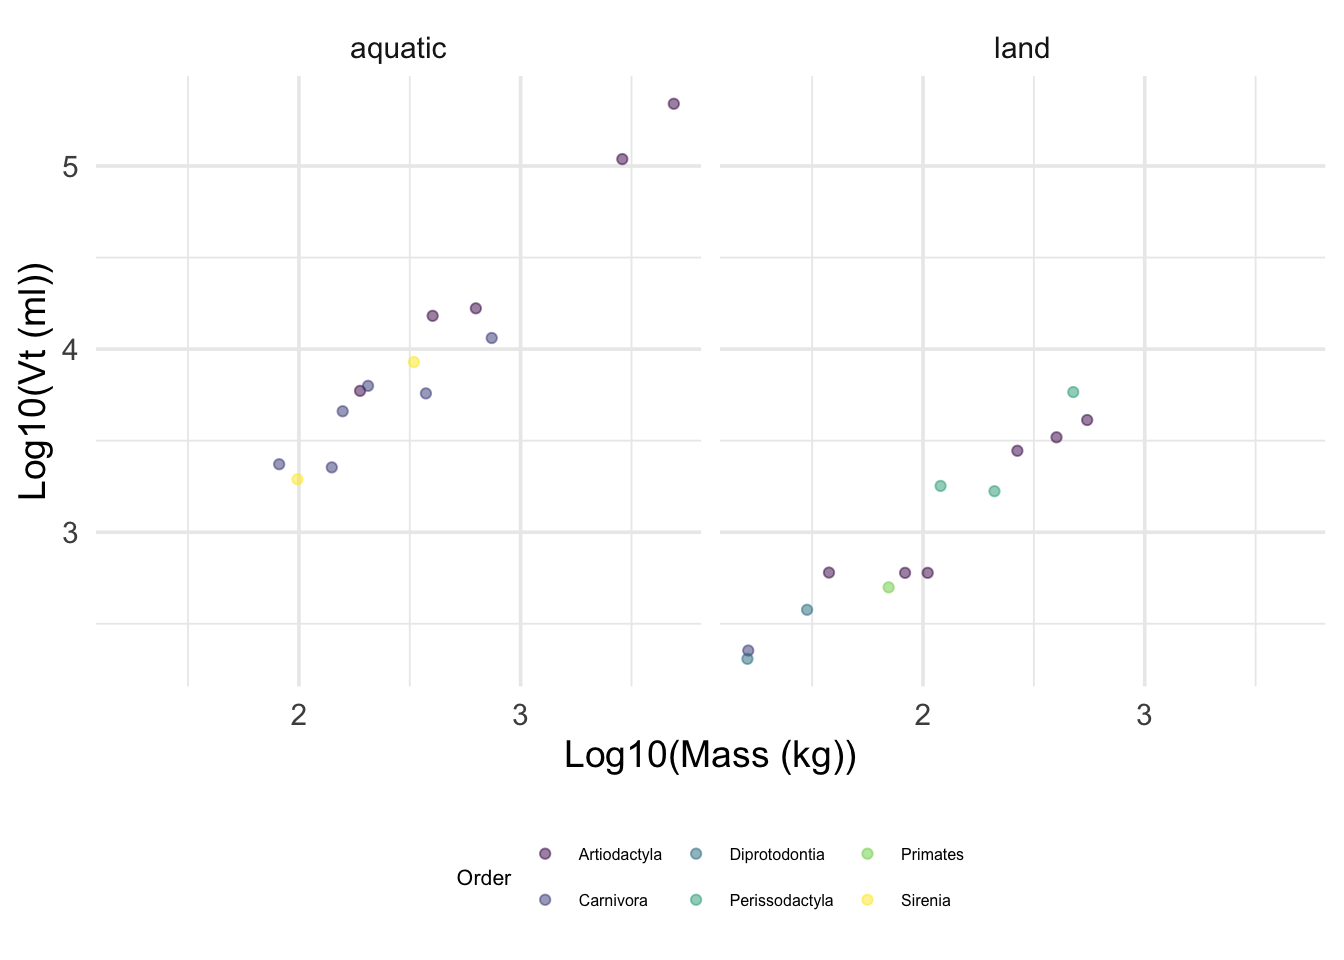 aquatic
land
5
4
3
Log10(Vt (ml))
2
3
2
3
Log10(Mass (kg))
Order
Artiodactyla
Diprotodontia
Primates
Carnivora
Perissodactyla
Sirenia